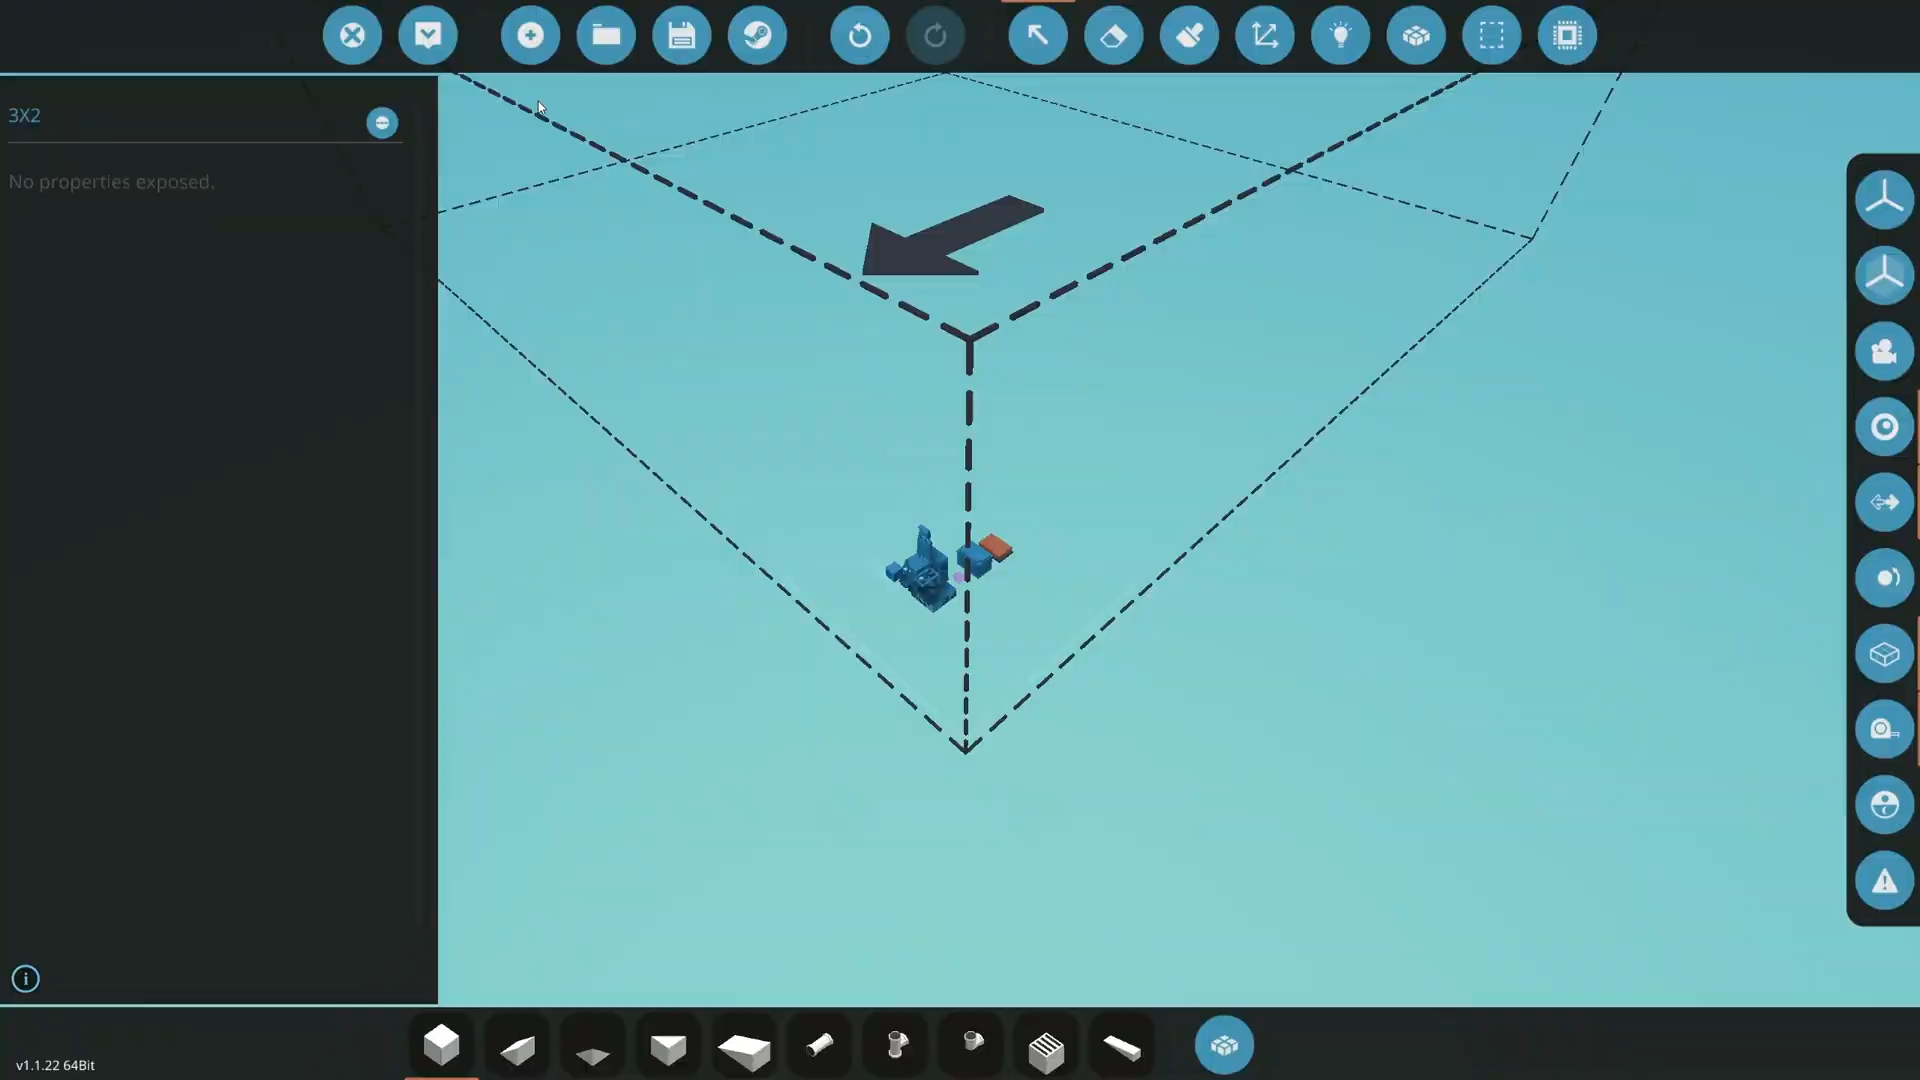 3X2
No properties exposed.
v1.1.22 64Bit